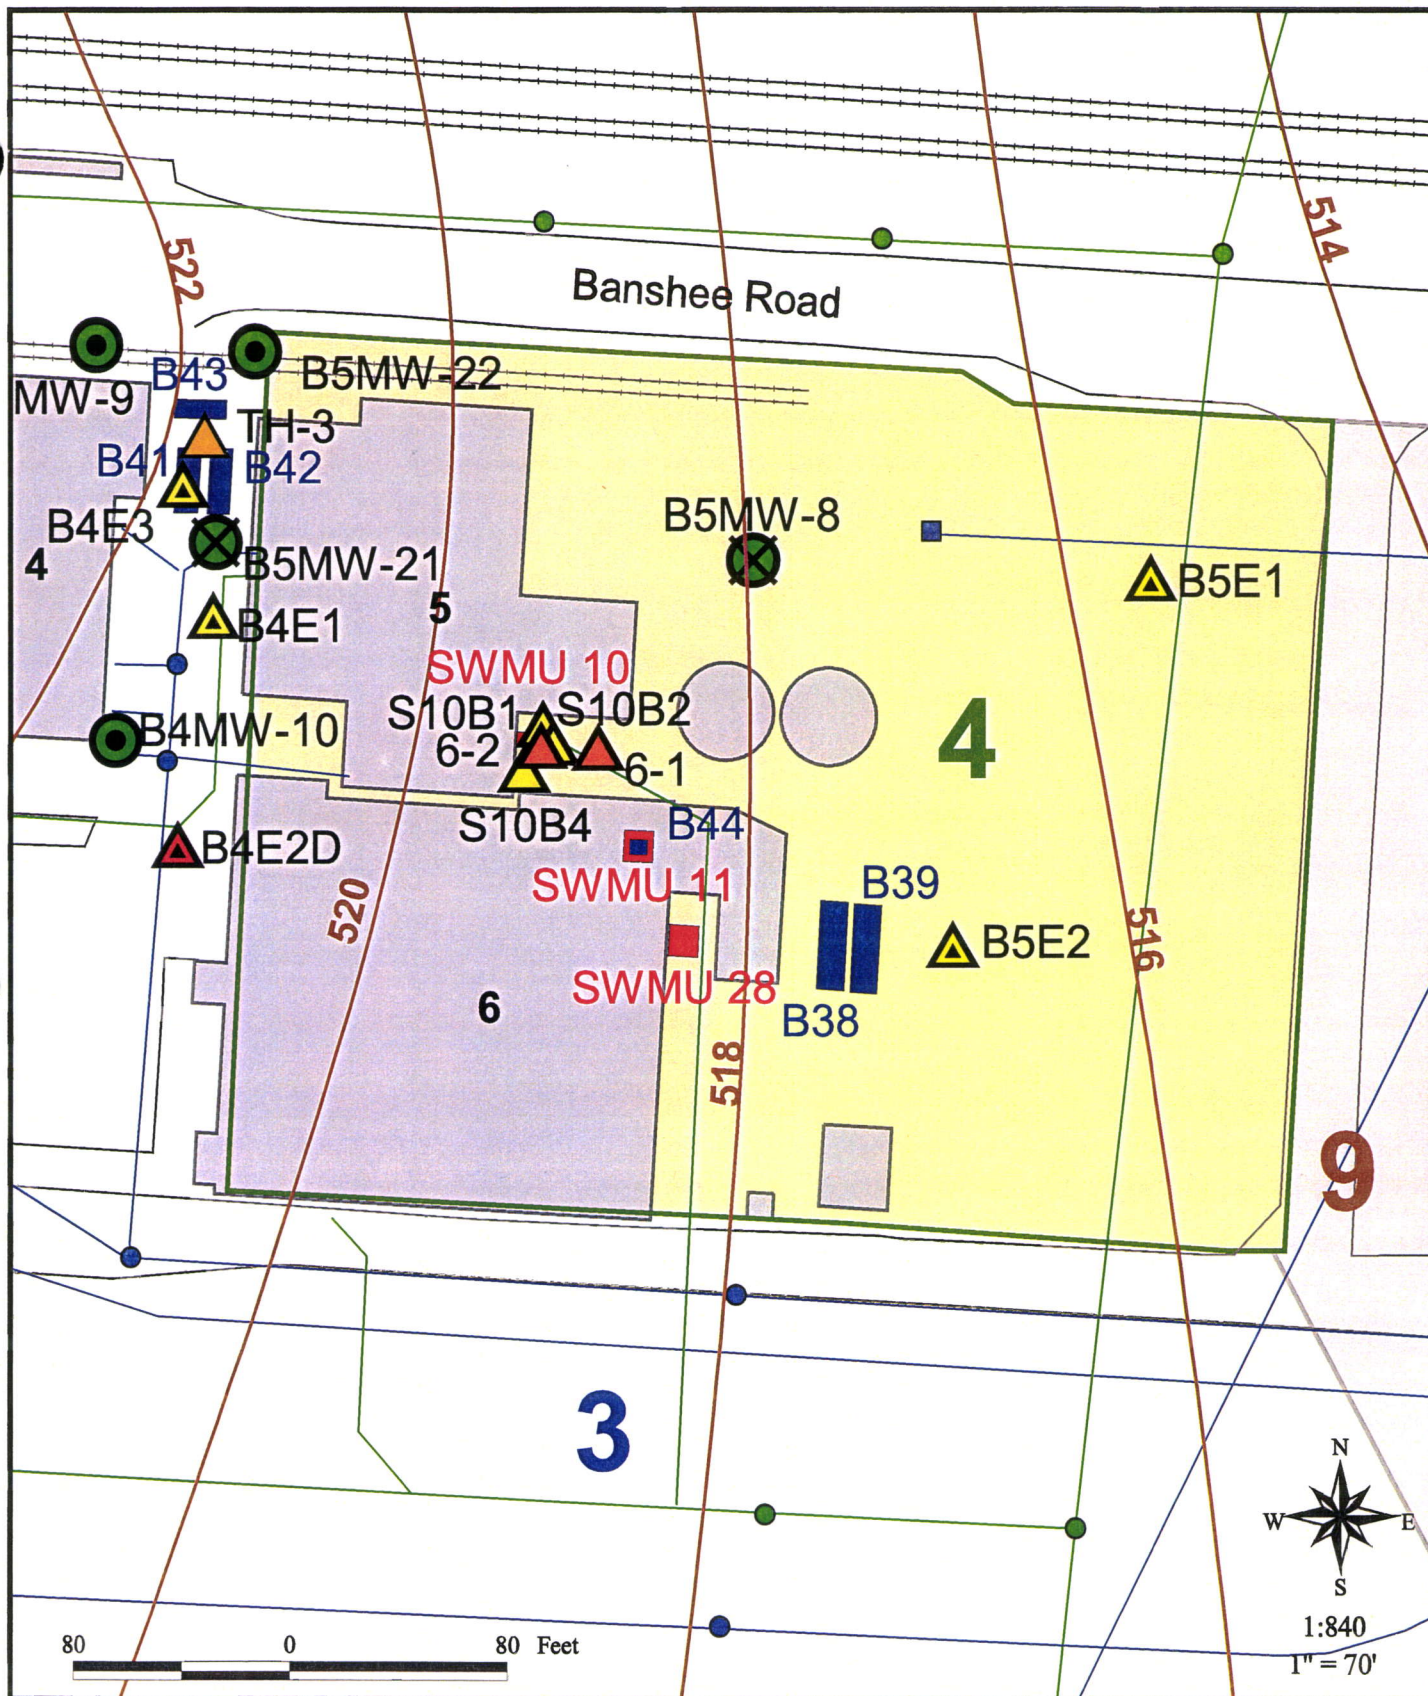 514
522
Banshee Road
MW-9
B43
B5MW-22
TH-3
B41
B42
B4E3
B5MW-8
4
B5MW-21
B5E1
5
B4E1
SWMU 10
S10B1
S10B2
B4MW-10
6-2
6-1
4
S10B4
B44
B4E2D
SWMU 11
B39
520
B5E2
516
SWMU 28
6
B38
518
9
3
N
W
E
S
80 0 80 Feet
1:840
1" = 70'